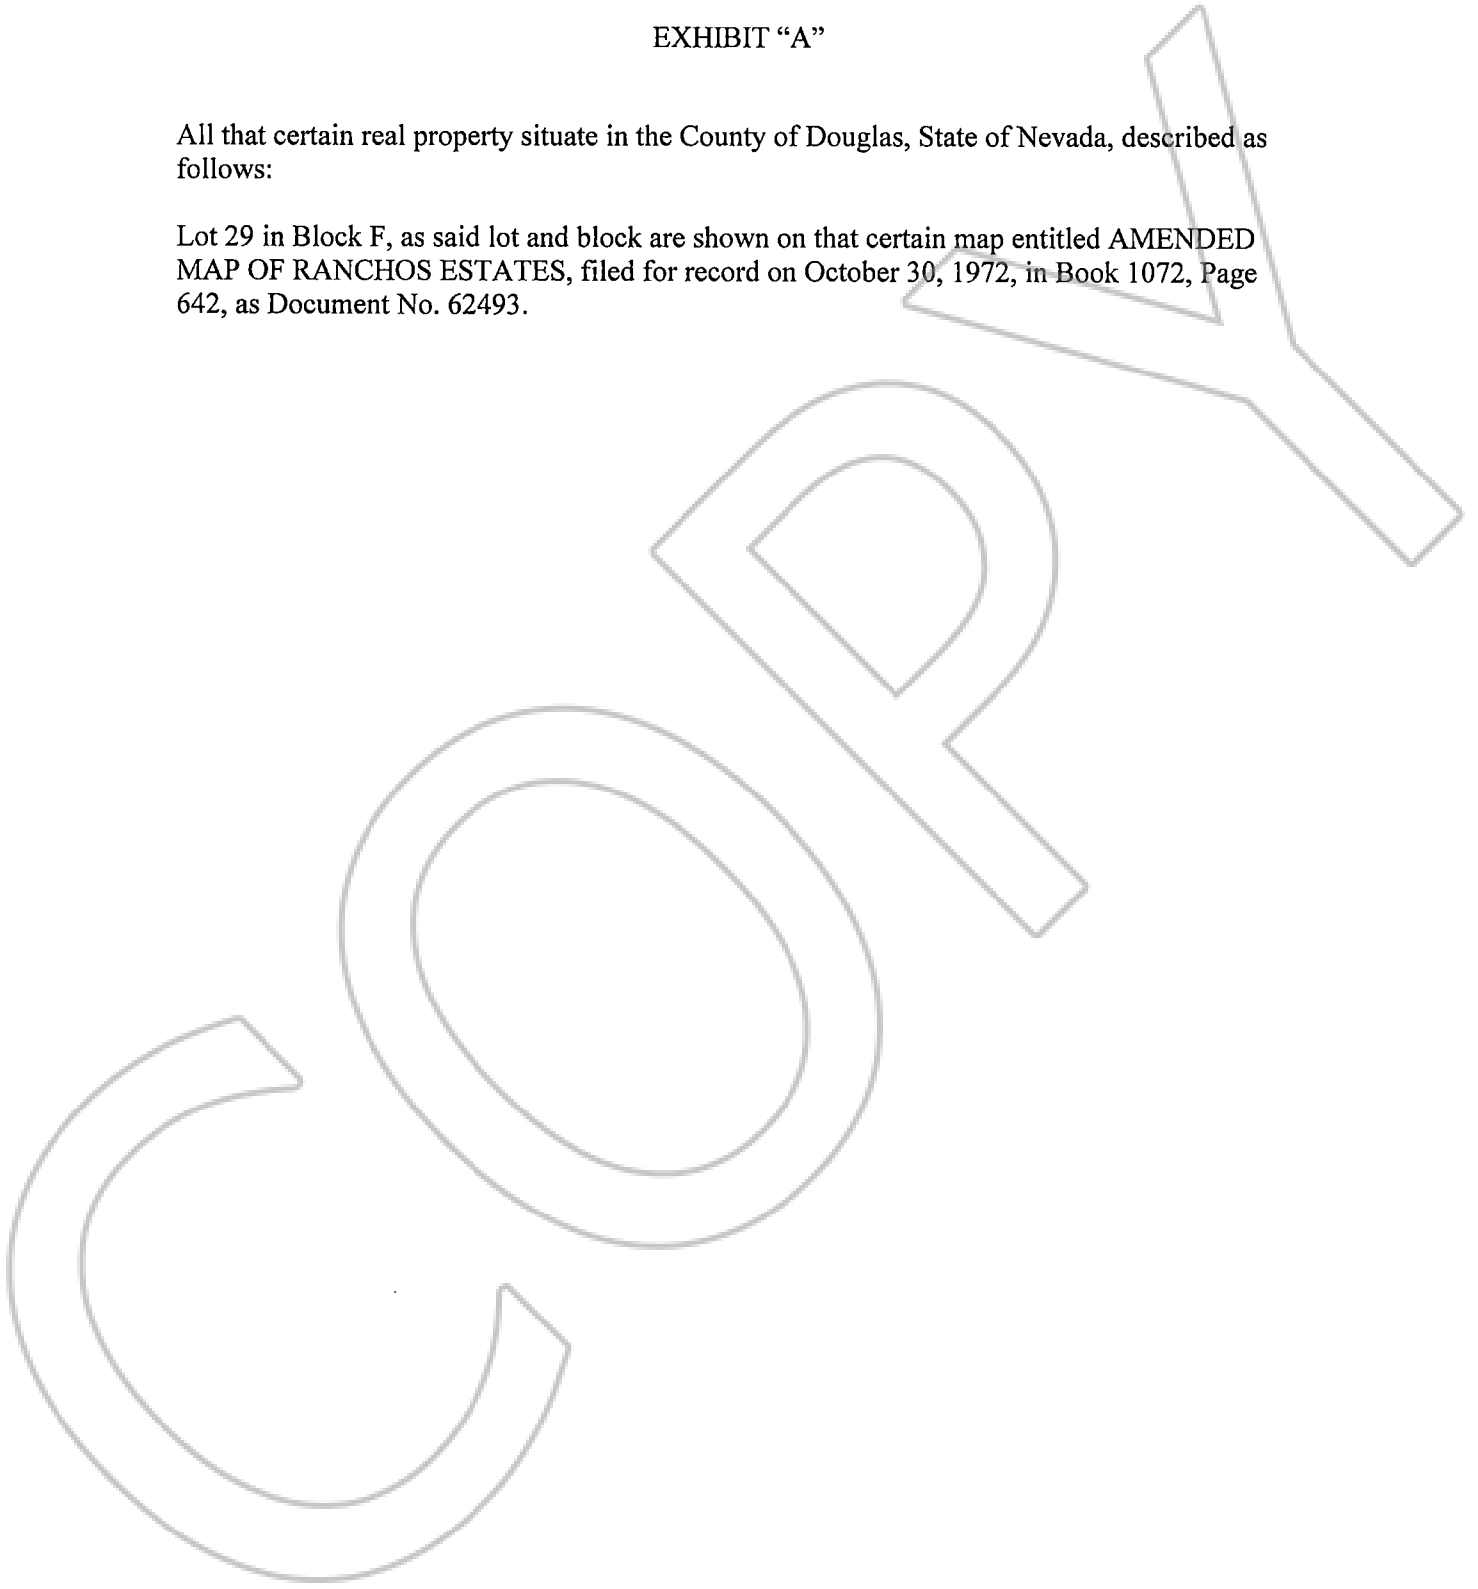 EXHIBIT “A”
All that certain real property situate in the County of Douglas, State of Nevada, described as
follows:
Lot 29 in Block F, as said lot and block are shown on that certain map entitled AMENDED
MAP OF RANCHOS ESTATES, filed for record on October 30, 1972, in Book 1072, Page
642, as Document No. 62493.
COPY